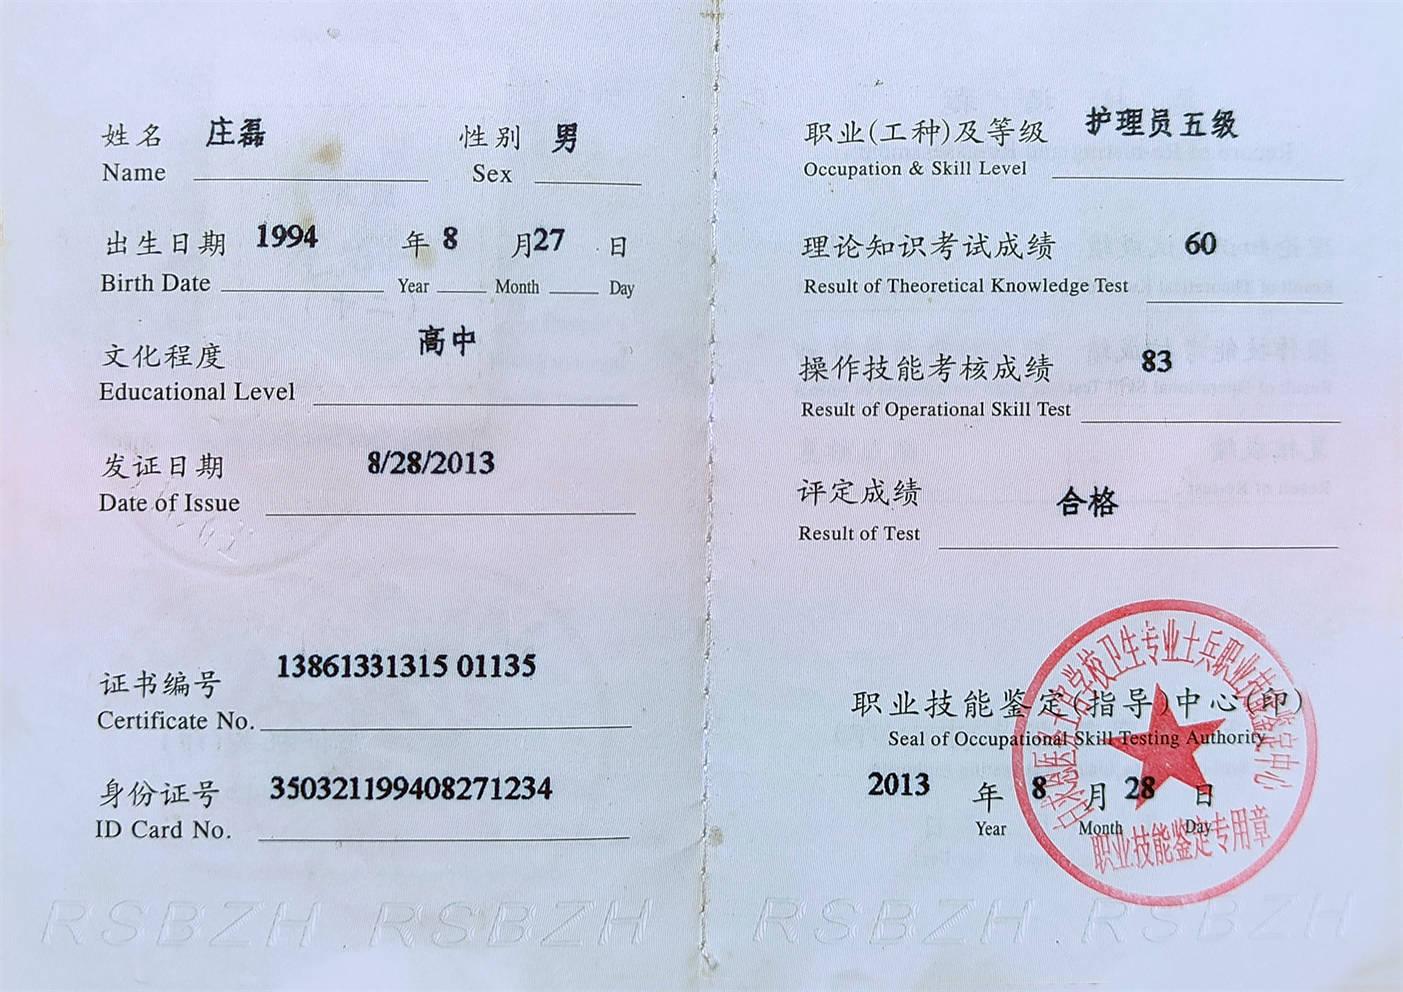 姓名 庄磊 性别 男
Name Sex
出生日期 1994 年 8 月 27 日
Birth Date Year Month Day
文化程度 高中
Educational Level
发证日期 8/28/2013
Date of Issue
证书编号 13861331315 01135
Certificate No.
身份证号 350321199408271234
ID Card No.
RSBZH RSBZH
职业(工种)及等级 护理员五级
Occupation & Skill Level
理论知识考试成绩 60
Result of Theoretical Knowledge Test
操作技能考核成绩 83
Result of Operational Skill Test
评定成绩 合格
Result of Test
职业技能鉴定(指导)中心(印)
Seal of Occupational Skill Testing Authority
2013 年 8 月 28 日
Year Month Day
学校卫生专业士兵职业技能鉴定中心
职业技能鉴定专用章
RSBZH RSBZH